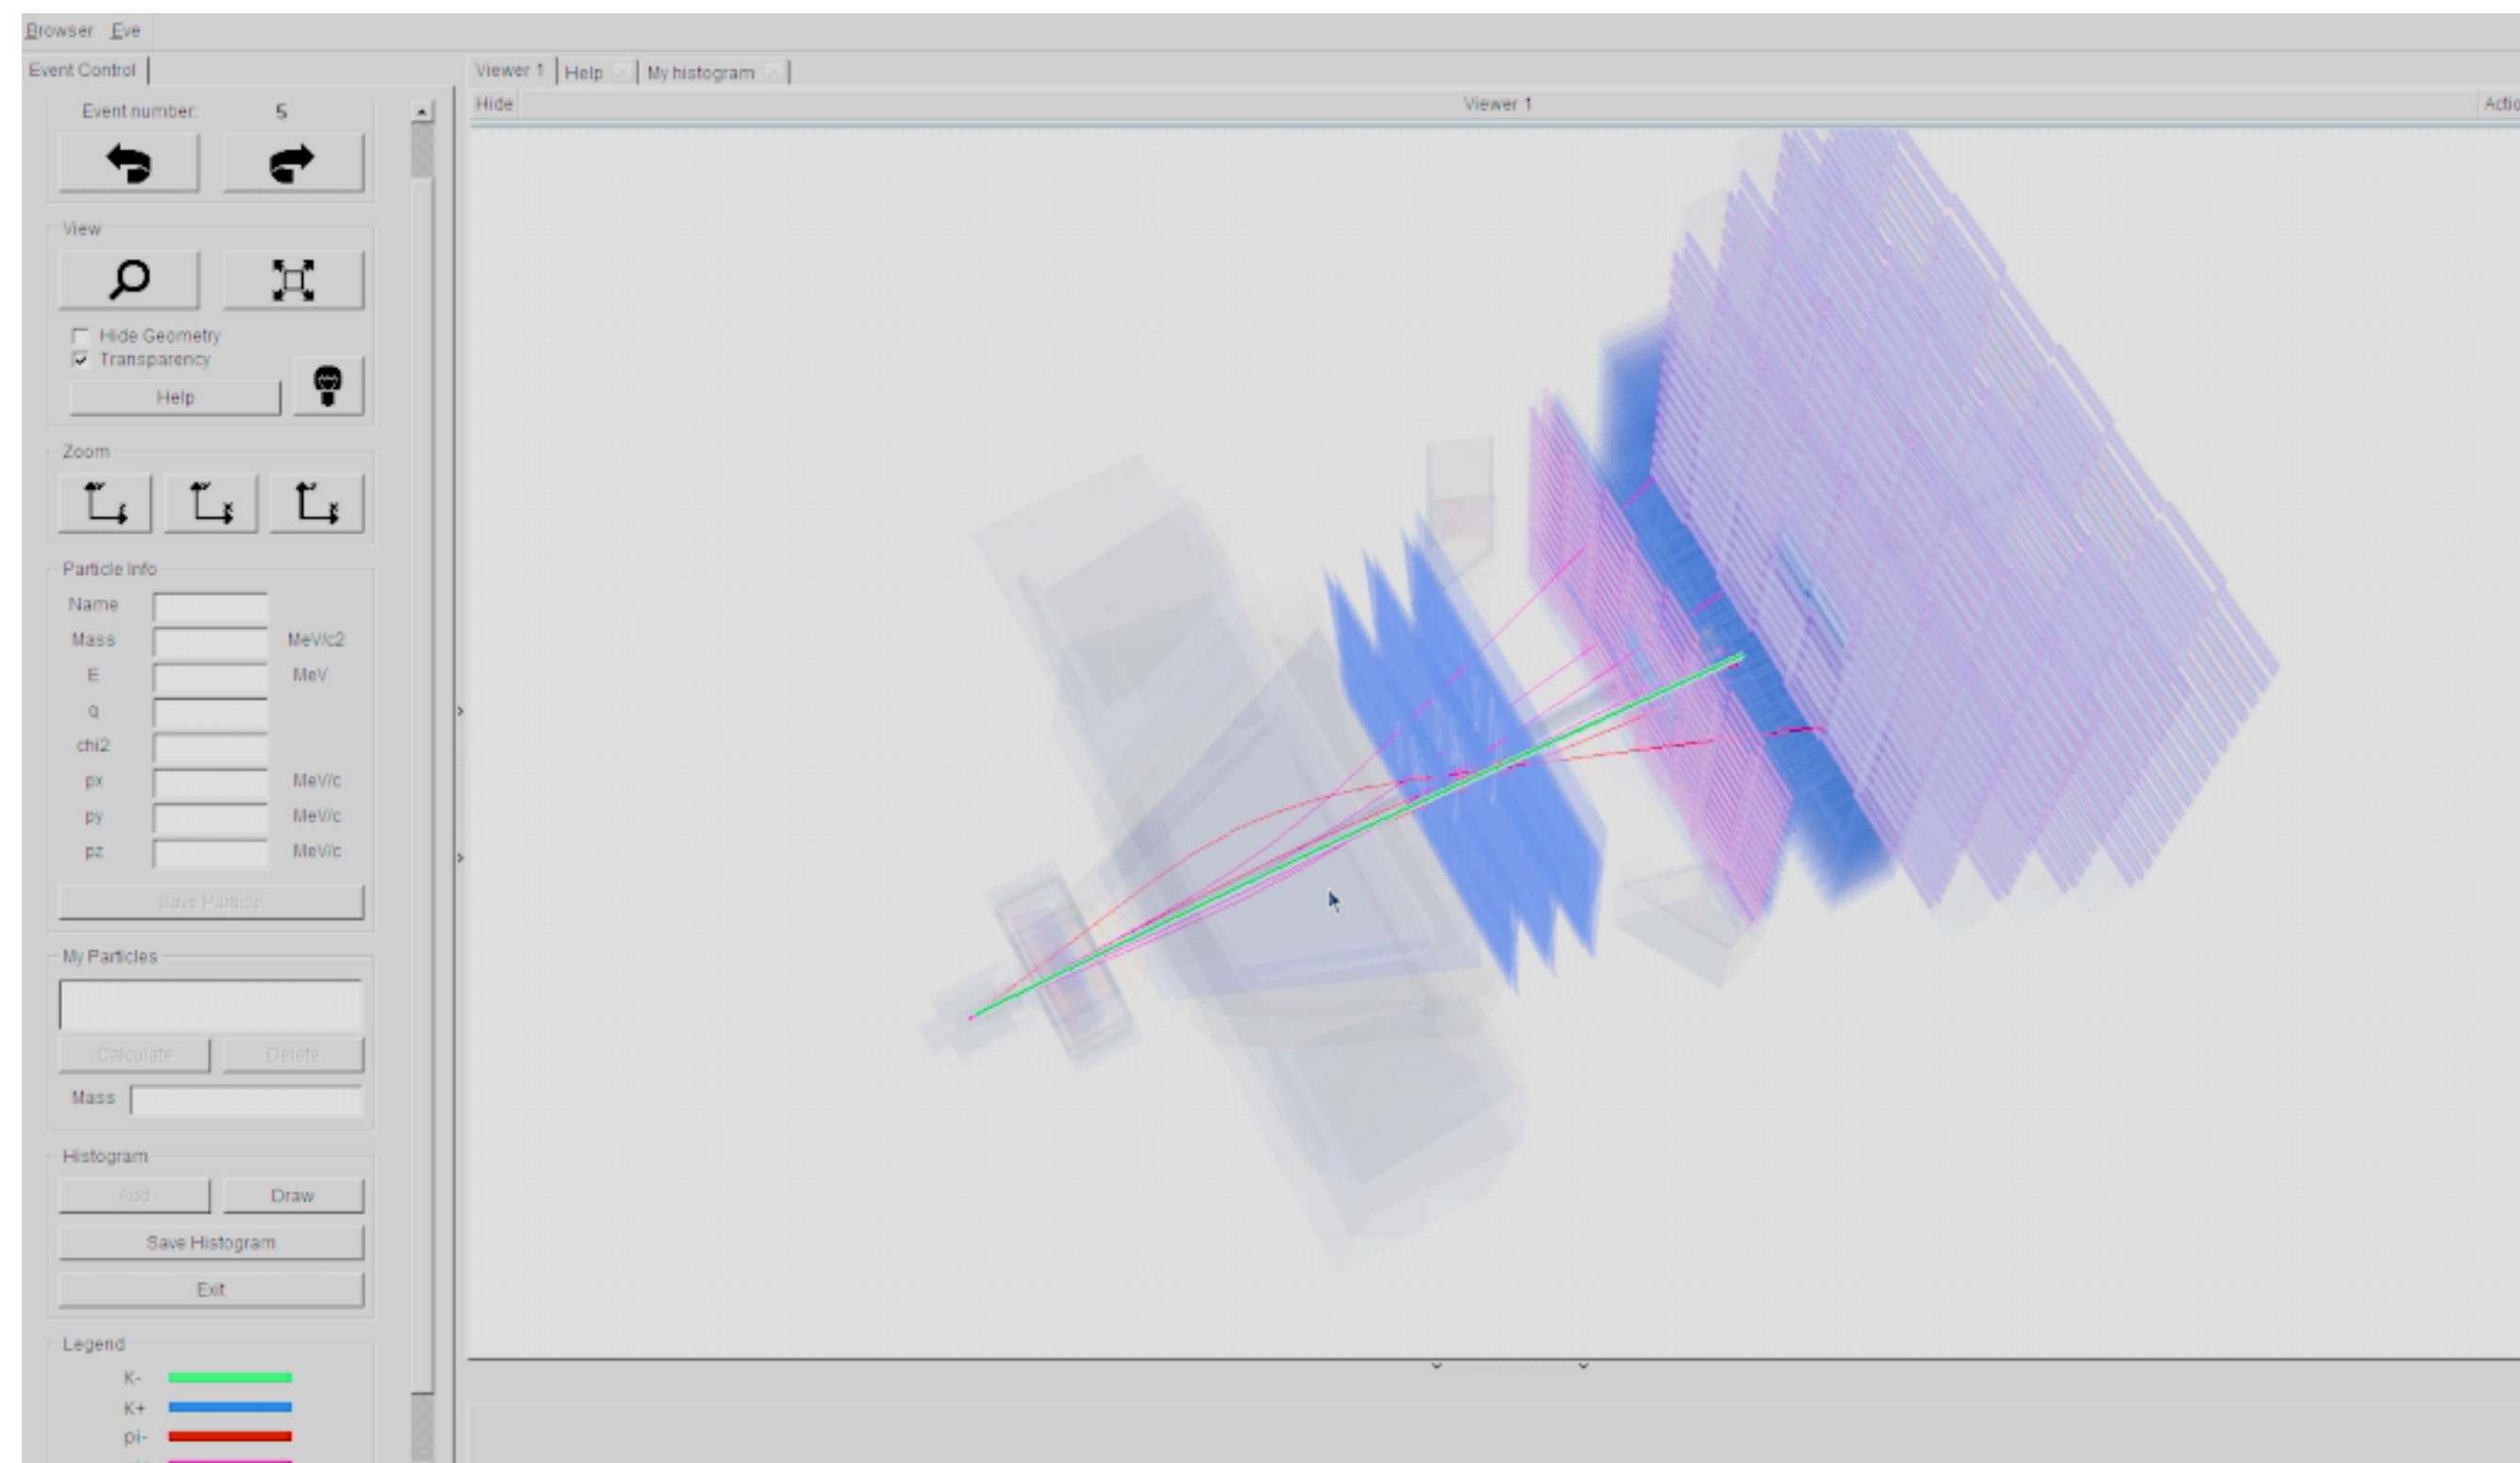 Browser Eve
Event Control
Viewer 1 Help My histogram
Hide Viewer 1
Event number: 5
View
Hide Geometry
Transparency
Help
Zoom
Particle Info
Name
Mass MeV/c2
E MeV
q
chi2
px MeV/c
py MeV/c
pz MeV/c
Save Particle
My Particles
Calculate Delete
Mass
Histogram
Add Draw
Save Histogram
Exit
Legend
K-
K+
pi-